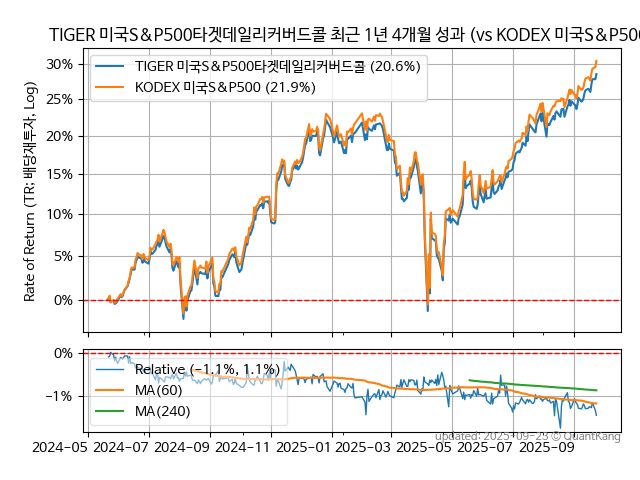 TIGER 미국S&P500타겟데일리커버드콜 최근 1년 4개월 성과 (vs KODEX 미국S&P500
Rate of Return (TR: 배당재투자, Log)
30%
25%
20%
15%
10%
5%
0%
TIGER 미국S&P500타겟데일리커버드콜 (20.6%)
KODEX 미국S&P500 (21.9%)
0%
−1%
Relative (−1.1%, 1.1%)
MA(60)
MA(240)
2024−05 2024−07 2024−09 2024−11 2025−01 2025−03 2025−05 2025−07 2025−09
updated: 2025-09-23 © QuantKang